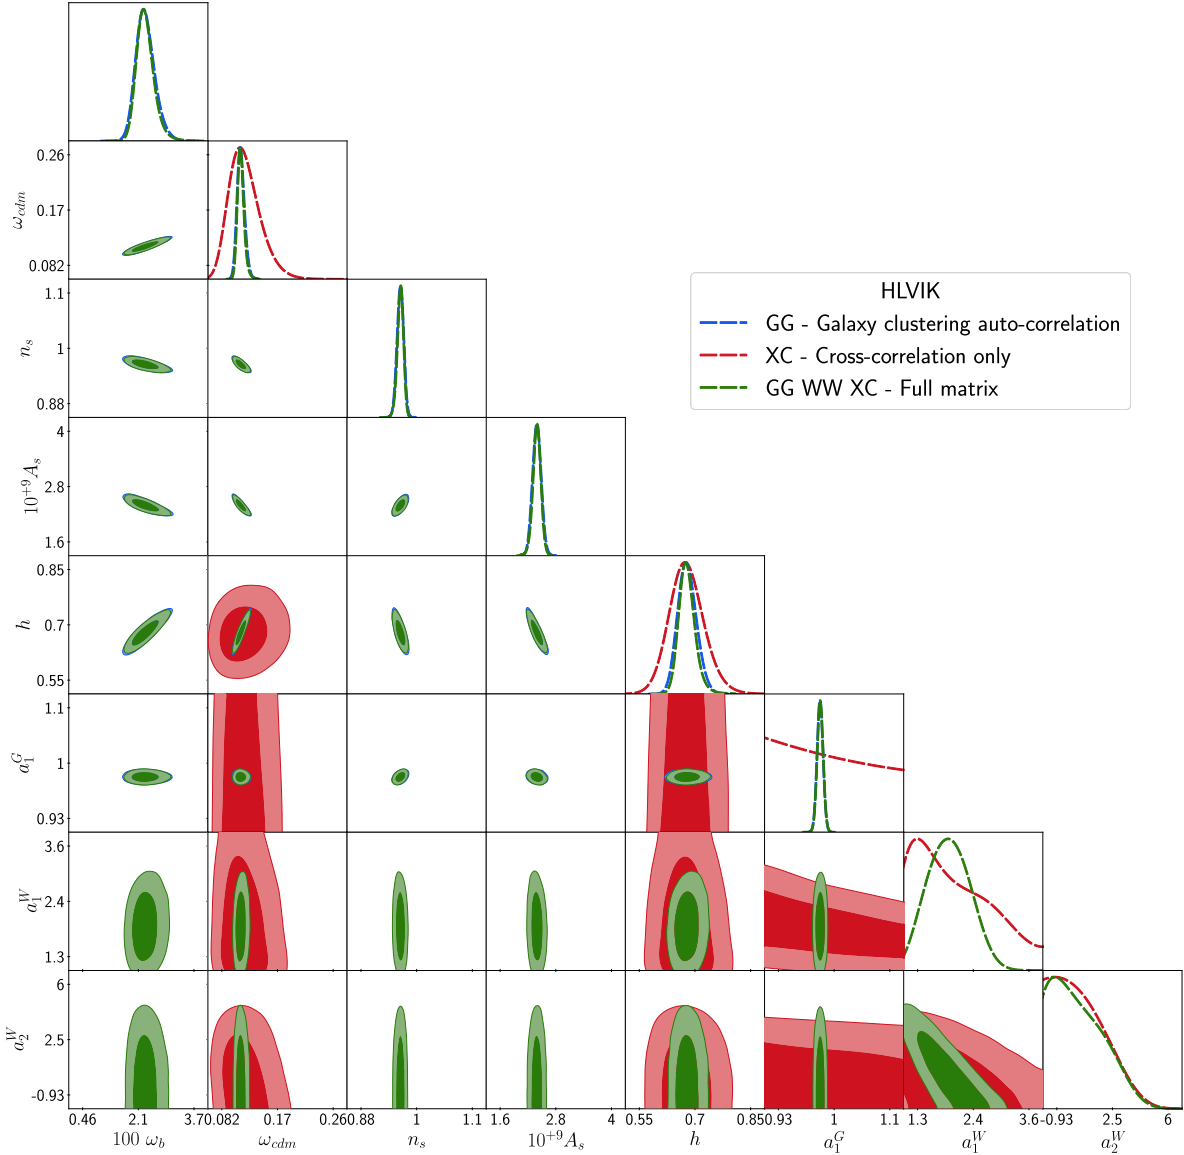 0.26
0.17
0.082
ω_cdm
1.1
1
0.88
n_s
HLVIK
GG - Galaxy clustering auto-correlation
XC - Cross-correlation only
GG WW XC - Full matrix
4
2.8
1.6
10^{+9}A_s
0.85
0.7
0.55
h
1.1
1
0.93
a_1^G
3.6
2.4
1.3
a_1^W
6
2.5
-0.93
a_2^W
0.46 2.1 3.70 0.082 0.17 0.26 0.88 1 1.1 1.6 2.8 4 0.55 0.7 0.85 0.93 1 1.1 1.3 2.4 3.6 -0.93 2.5 6
100 ω_b ω_cdm n_s 10^{+9}A_s h a_1^G a_1^W a_2^W